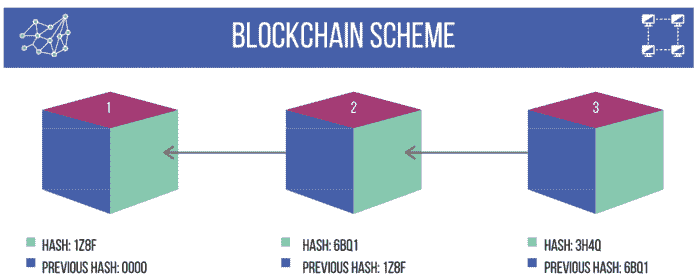 BLOCKCHAIN SCHEME
1
2
3
HASH: 1Z8F
PREVIOUS HASH: 0000
HASH: 6BQ1
PREVIOUS HASH: 1Z8F
HASH: 3H4Q
PREVIOUS HASH: 6BQ1